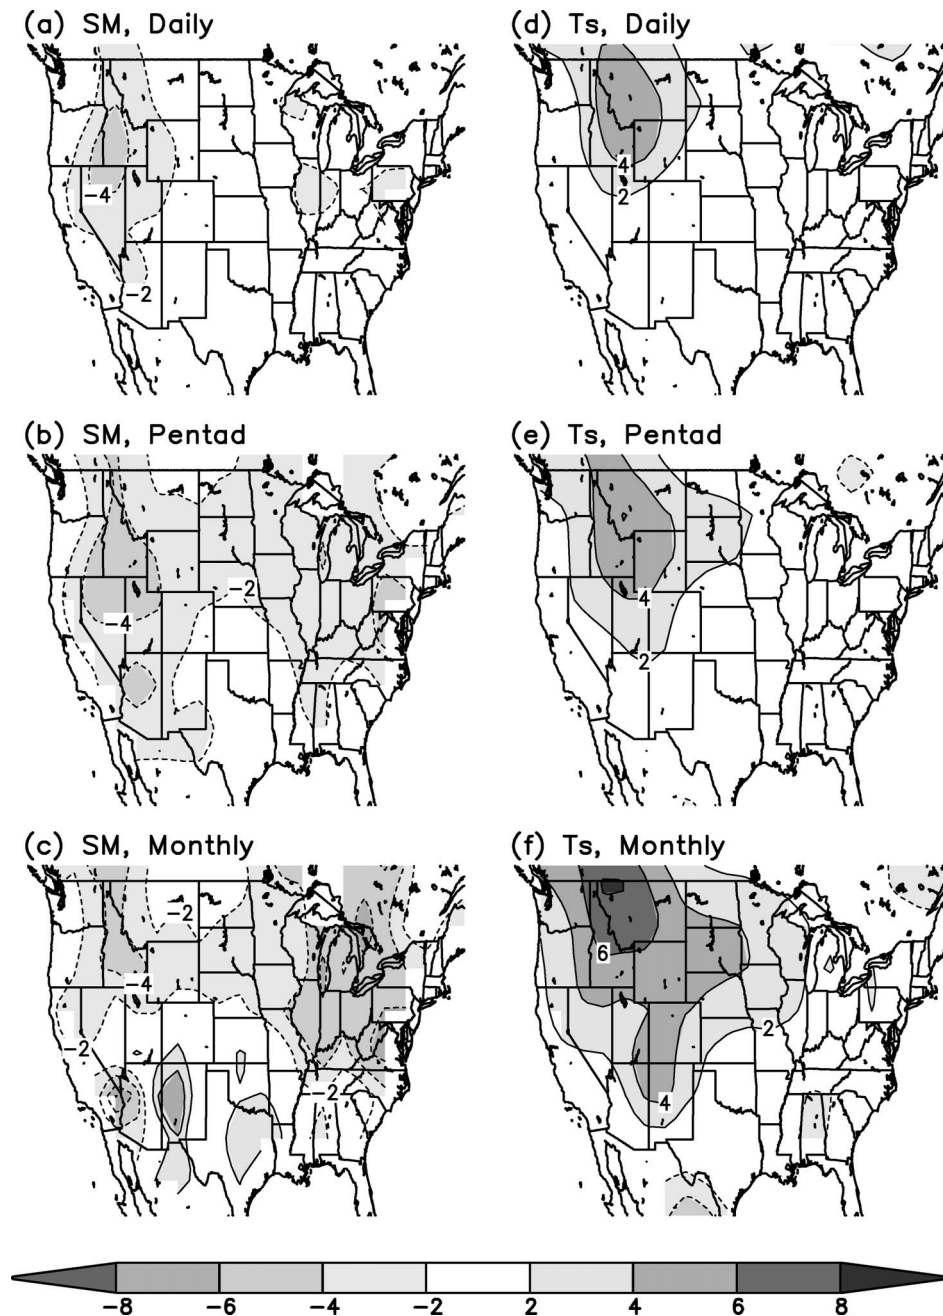 (a) SM, Daily
(d) Ts, Daily
-4
-2
4
2
(b) SM, Pentad
(e) Ts, Pentad
-2
-4
4
2
(c) SM, Monthly
(f) Ts, Monthly
-2
-4
-2
-2
6
2
4
-8 -6 -4 -2 2 4 6 8